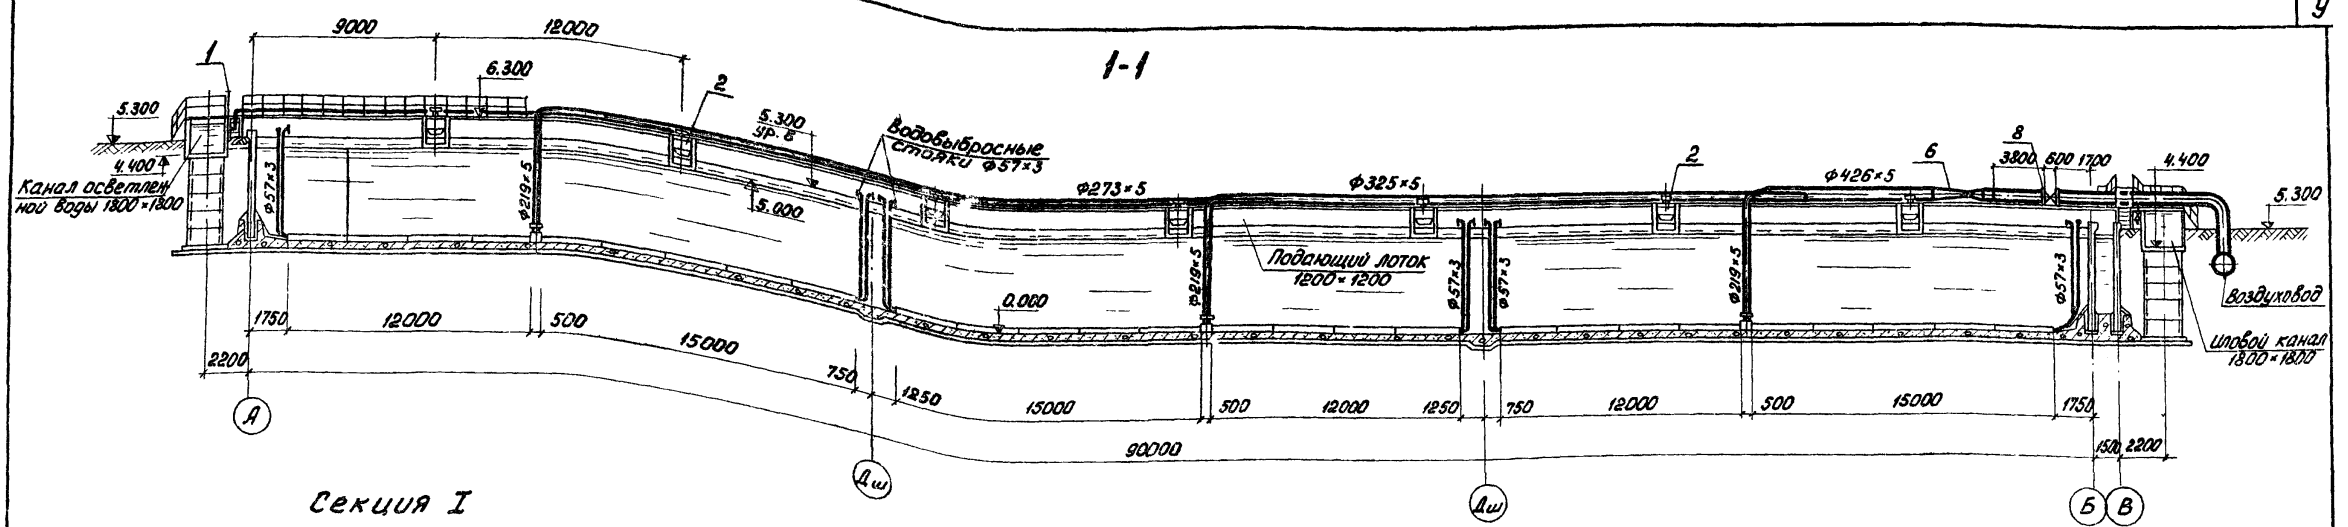 У
1-1
9000
12000
1
6.300
2
5.300
5.300
ур. в
Водовыбросные
стояки ф57×3
4.400
Канал осветлен
ной воды 1800×1800
ф57×3
ф219×5
5.000
ф273×5
ф325×5
2
ф426×5
6
8
3800
600
1700
4.400
5.300
Подающий лоток
1200×1200
ф219×5
ф57×3
ф57×3
ф219×5
ф57×3
0.000
Воздуховод
Иловой канал
1800×1800
1750
12000
500
15000
2200
750
1250
15000
500
12000
1250
750
12000
500
15000
1750
90000
1500
2200
А
Дш
Дш
Б
В
Секция I